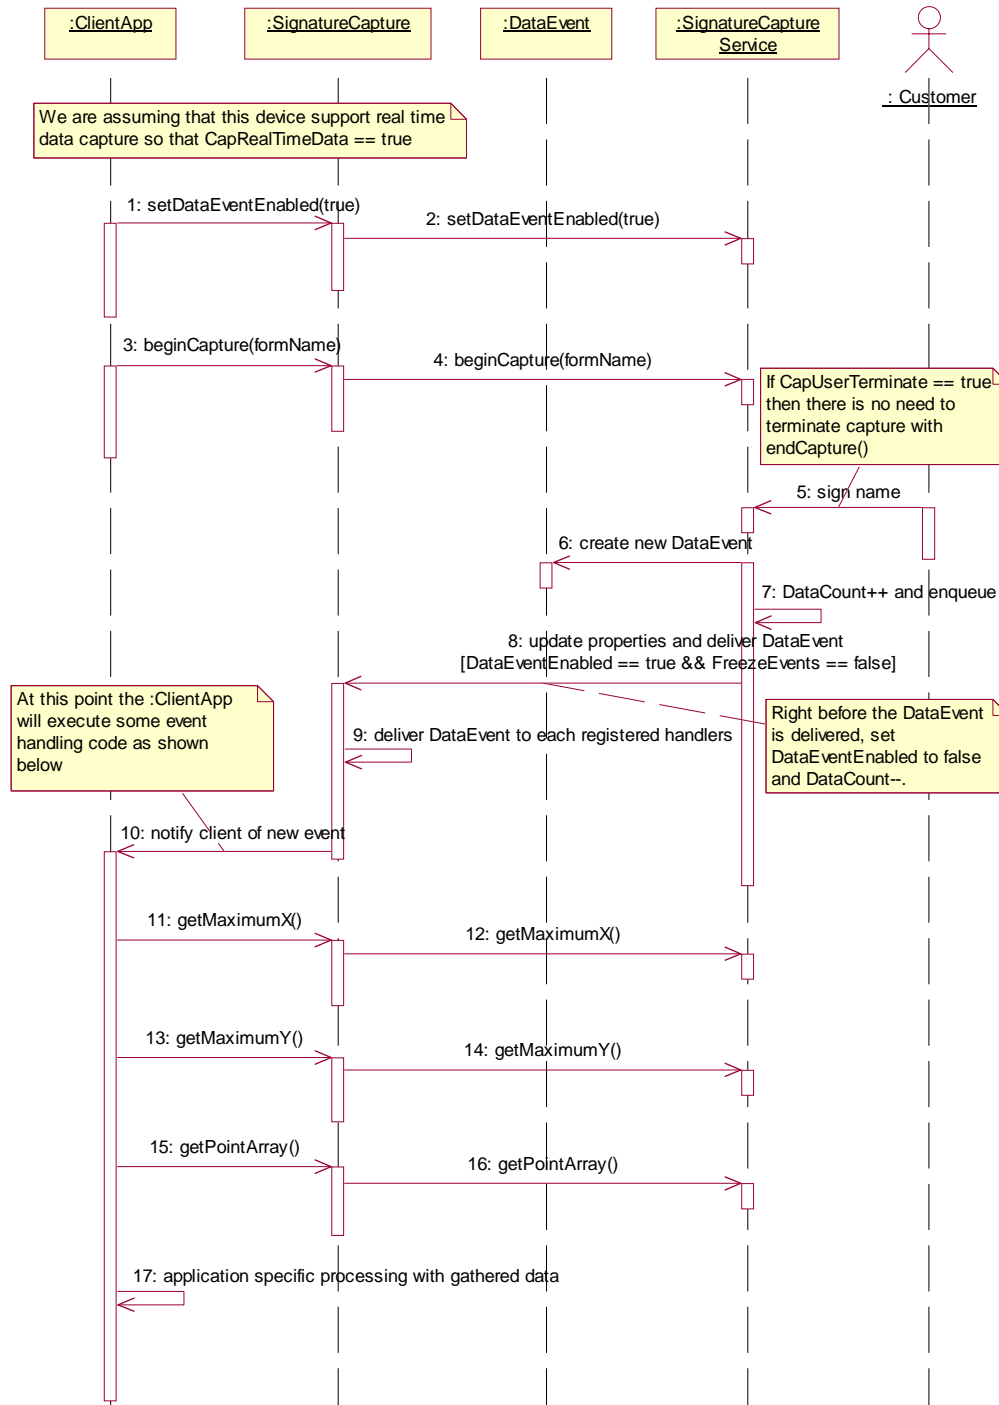 :ClientApp
:SignatureCapture
:DataEvent
:SignatureCapture
Service
: Customer
We are assuming that this device support real time
data capture so that CapRealTimeData == true
1: setDataEventEnabled(true)
2: setDataEventEnabled(true)
3: beginCapture(formName)
4: beginCapture(formName)
If CapUserTerminate == true
then there is no need to
terminate capture with
endCapture()
5: sign name
6: create new DataEvent
7: DataCount++ and enqueue
8: update properties and deliver DataEvent
[DataEventEnabled == true && FreezeEvents == false]
At this point the :ClientApp
will execute some event
handling code as shown
below
Right before the DataEvent
is delivered, set
DataEventEnabled to false
and DataCount--.
9: deliver DataEvent to each registered handlers
10: notify client of new event
11: getMaximumX()
12: getMaximumX()
13: getMaximumY()
14: getMaximumY()
15: getPointArray()
16: getPointArray()
17: application specific processing with gathered data